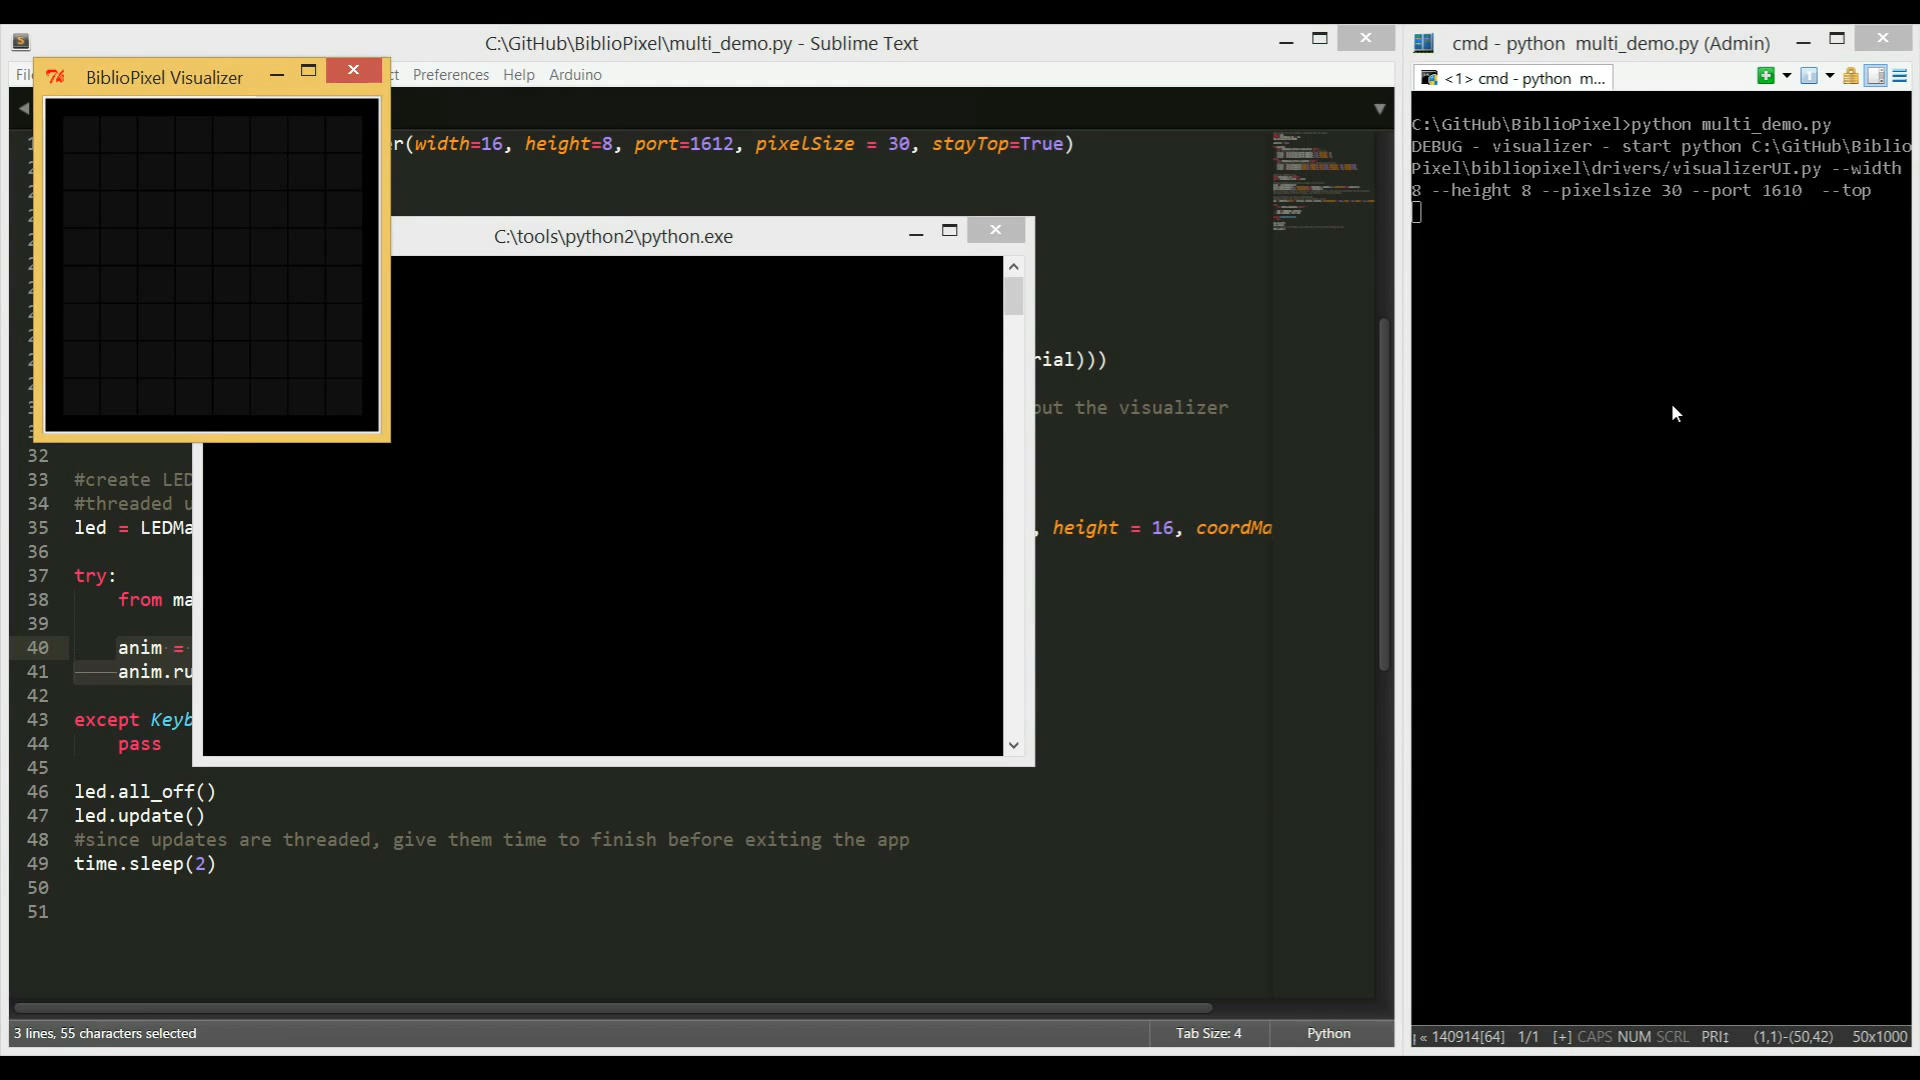 C:\GitHub\BiblioPixel\multi_demo.py - Sublime Text
Preferences Help Arduino
BiblioPixel Visualizer
er(width=16, height=8, port=1612, pixelSize = 30, stayTop=True)
C:\tools\python2\python.exe
rial)))
out the visualizer
32
33 #create LED
34 #threaded u
35 led = LEDMa
, height = 16, coordMa
36
37 try:
38 from ma
39
40 anim =
41 anim.ru
42
43 except Keyb
44 pass
45
46 led.all_off()
47 led.update()
48 #since updates are threaded, give them time to finish before exiting the app
49 time.sleep(2)
50
51
3 lines, 55 characters selected
Tab Size: 4
Python
cmd - python multi_demo.py (Admin)
<1> cmd - python m...
C:\GitHub\BiblioPixel>python multi_demo.py
DEBUG - visualizer - start python C:\GitHub\Biblio
Pixel\bibliopixel\drivers/visualizerUI.py --width
8 --height 8 --pixelsize 30 --port 1610 --top
« 140914[64] 1/1 [+] CAPS NUM SCRL PRI↕ (1,1)-(50,42) 50x1000